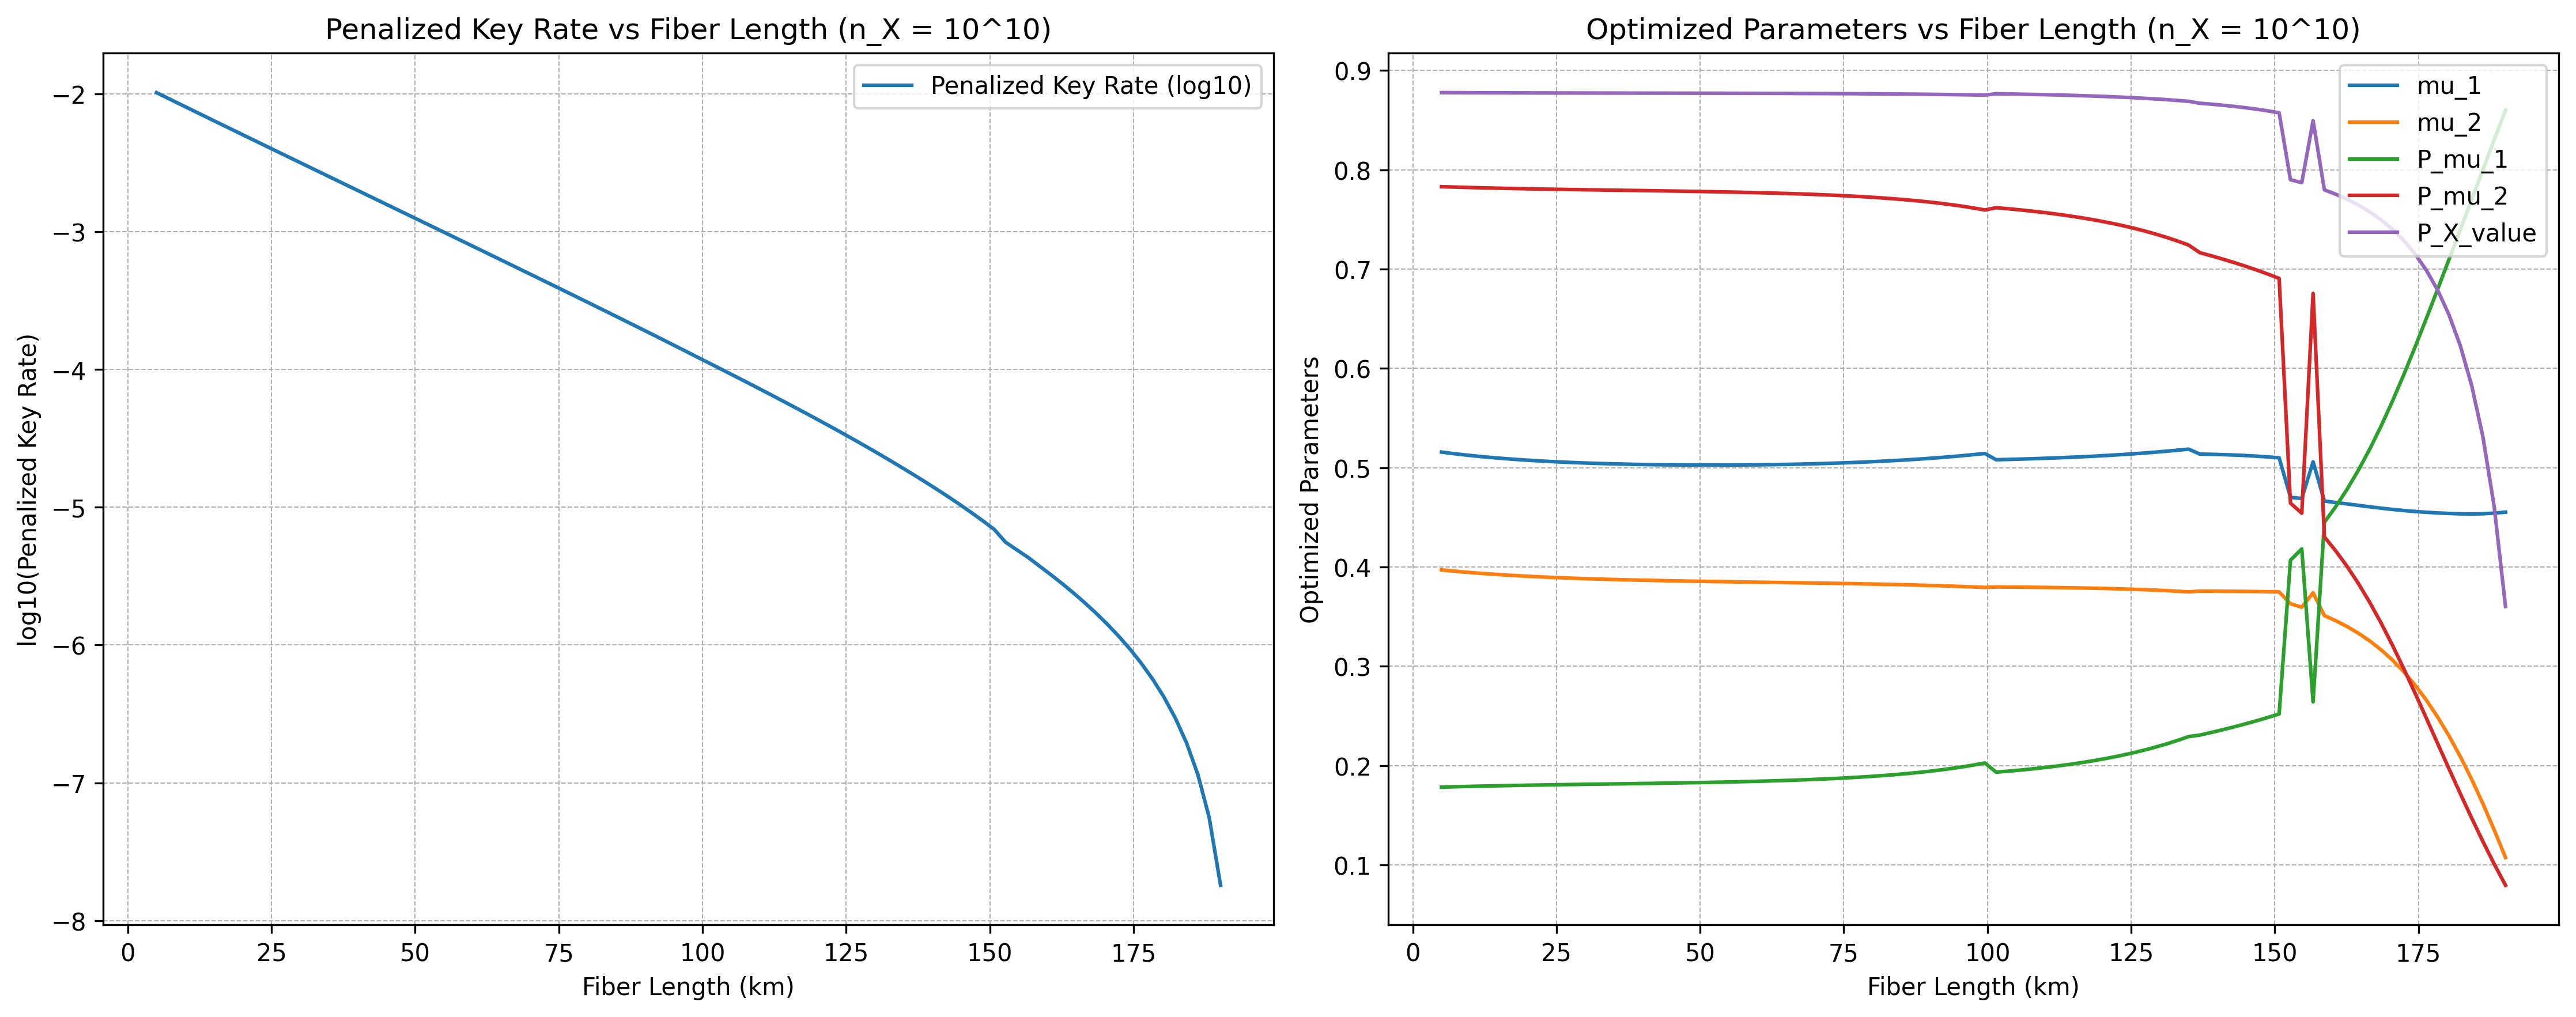 Penalized Key Rate vs Fiber Length (n_X = 10^10)
Penalized Key Rate (log10)
log10(Penalized Key Rate)
−2
−3
−4
−5
−6
−7
−8
0 25 50 75 100 125 150 175
Fiber Length (km)
Optimized Parameters vs Fiber Length (n_X = 10^10)
mu_1
mu_2
P_mu_1
P_mu_2
P_X_value
Optimized Parameters
0.9
0.8
0.7
0.6
0.5
0.4
0.3
0.2
0.1
0 25 50 75 100 125 150 175
Fiber Length (km)